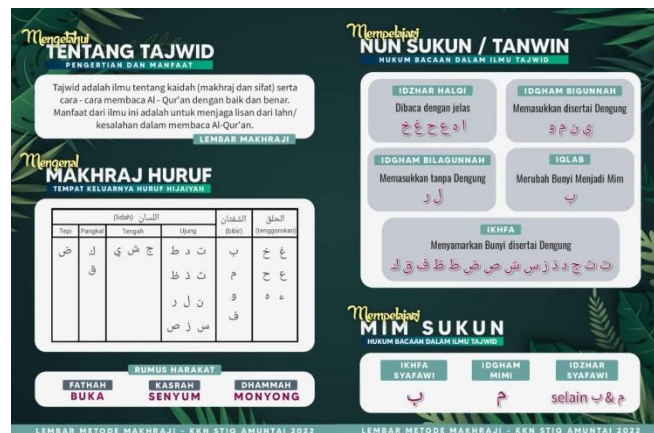 Mengetahui
TENTANG TAJWID
PENGERTIAN DAN MANFAAT
Tajwid adalah ilmu tentang kaidah (makhraj dan sifat) serta
cara - cara membaca Al - Qur'an dengan baik dan benar.
Manfaat dari ilmu ini adalah untuk menjaga lisan dari lahn/
kesalahan dalam membaca Al-Qur'an.
LEMBAR MAKHRAJI
Mengenal
MAKHRAJ HURUF
TEMPAT KELUARNYA HURUF HIJAIYAH
(lidah) اللسان
الشفتان
(bibir)
الحلق
(tenggorokan)
Tepi Pangkal Tengah Ujung
ض
ك
ق
ج ش ي
ت د ط
ث ذ ظ
ن ل ر
س ز ص
ب
م
و
ف
غ خ
ع ح
ء ه
RUMUS HARAKAT
FATHAH
BUKA
KASRAH
SENYUM
DHAMMAH
MONYONG
LEMBAR METODE MAKHRAJI - KKN STIQ AMUNTAI 2022
Mempelajari
NUN SUKUN / TANWIN
HUKUM BACAAN DALAM ILMU TAJWID
IDZHAR HALQI
Dibaca dengan jelas
ا ه ع ح غ خ
IDGHAM BIGUNNAH
Memasukkan disertai Dengung
ي ن م و
IDGHAM BILAGUNNAH
Memasukkan tanpa Dengung
ل ر
IQLAB
Merubah Bunyi Menjadi Mim
ب
IKHFA
Menyamarkan Bunyi disertai Dengung
ت ث ج د ذ ز س ش ص ض ط ظ ف ق ك
Mempelajari
MIM SUKUN
HUKUM BACAAN DALAM ILMU TAJWID
IKHFA
SYAFAWI
ب
IDGHAM
MIMI
م
IDZHAR
SYAFAWI
selain م & ب
LEMBAR METODE MAKHRAJI - KKN STIQ AMUNTAI 2022